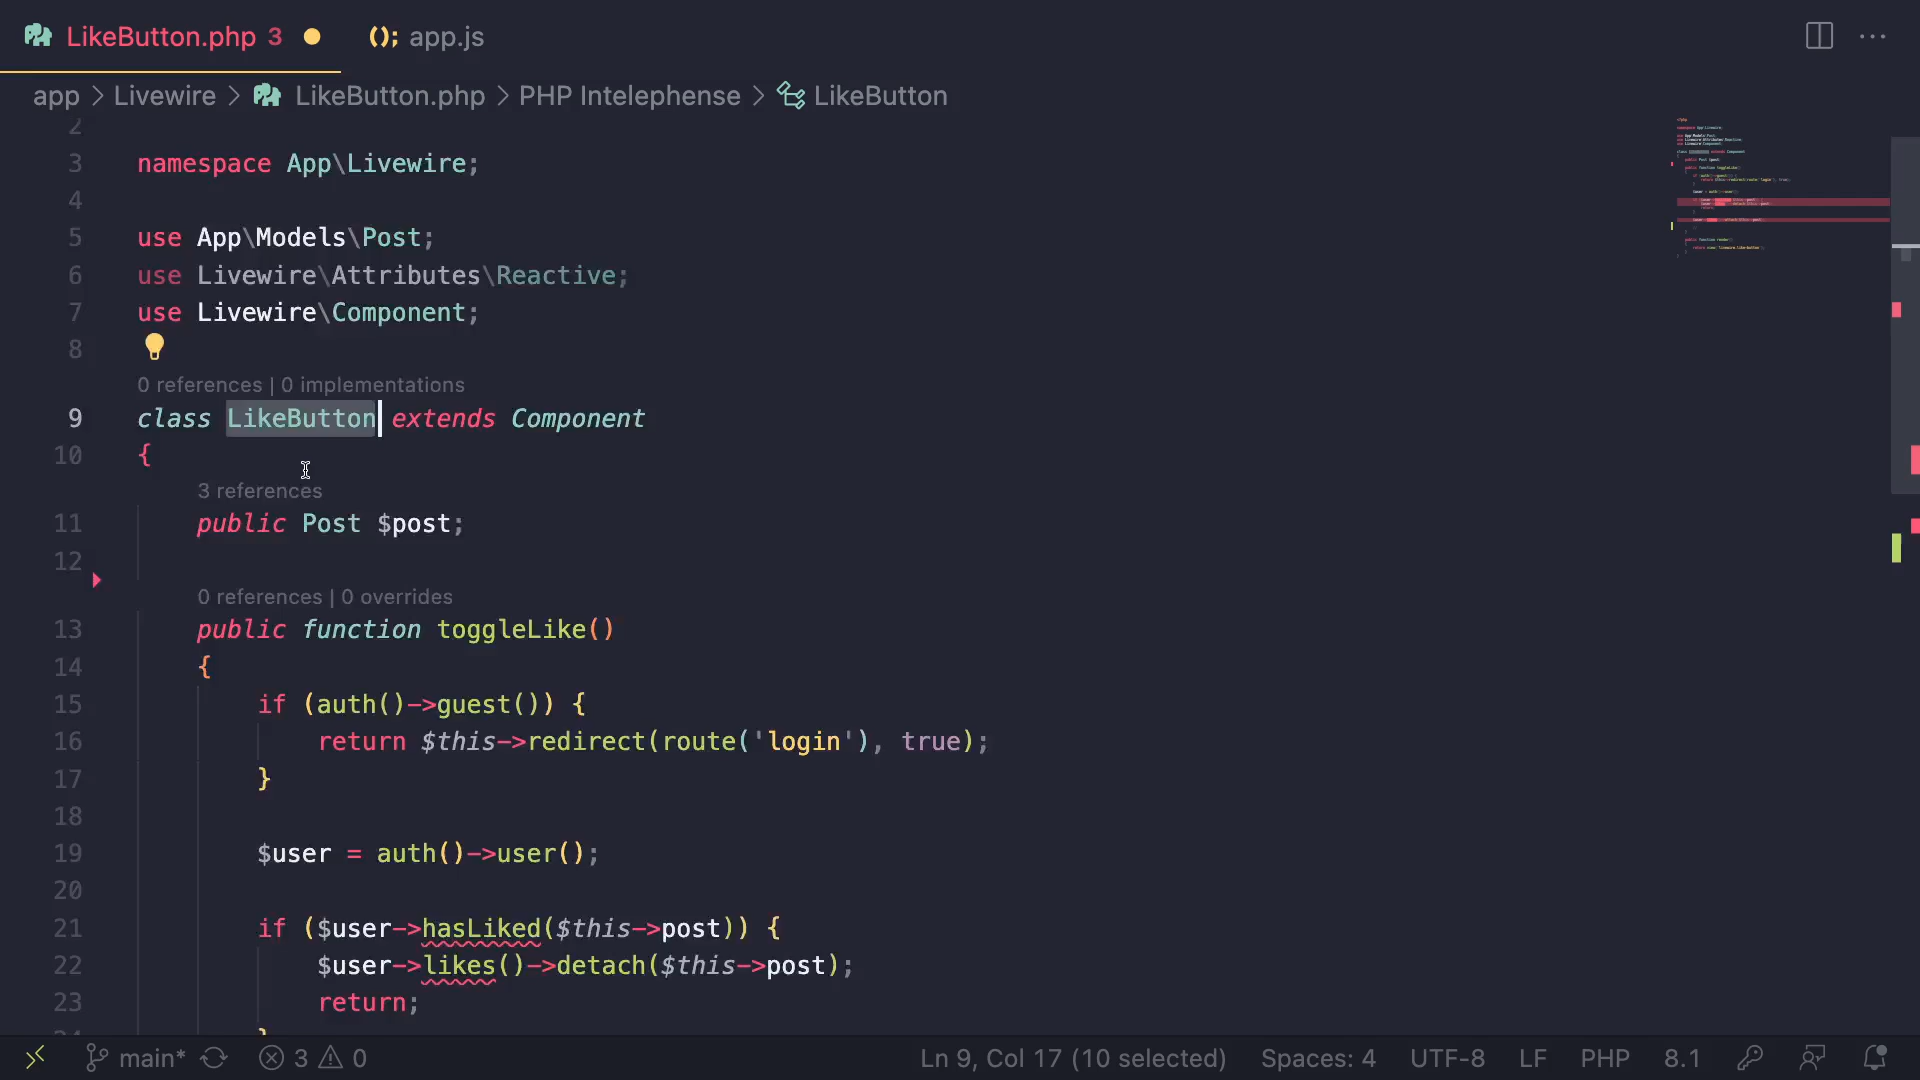 LikeButton.php 3
app.js
app > Livewire > LikeButton.php > PHP Intelephense > LikeButton
2
3 namespace App\Livewire;
4
5 use App\Models\Post;
6 use Livewire\Attributes\Reactive;
7 use Livewire\Component;
8
0 references | 0 implementations
9 class LikeButton extends Component
10 {
3 references
11 public Post $post;
12
0 references | 0 overrides
13 public function toggleLike()
14 {
15 if (auth()->guest()) {
16 return $this->redirect(route('login'), true);
17 }
18
19 $user = auth()->user();
20
21 if ($user->hasLiked($this->post)) {
22 $user->likes()->detach($this->post);
23 return;
24 }
main* 3 0 Ln 9, Col 17 (10 selected) Spaces: 4 UTF-8 LF PHP 8.1